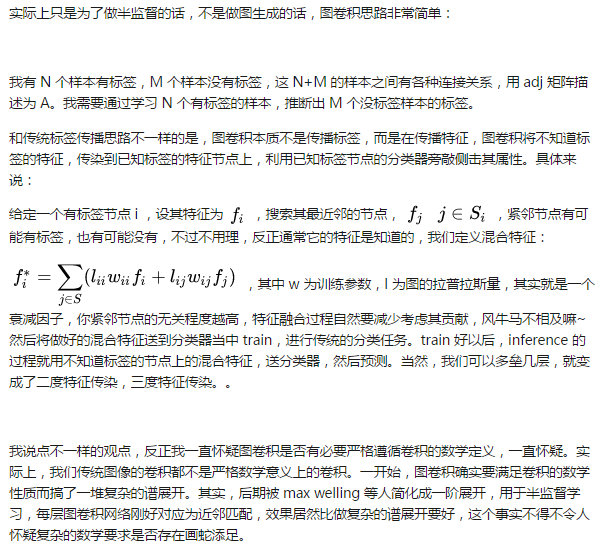 实际上只是为了做半监督的话，不是做图生成的话，图卷积思路非常简单：
我有 N 个样本有标签，M 个样本没有标签，这 N+M 的样本之间有各种连接关系，用 adj 矩阵描
述为 A。我需要通过学习 N 个有标签的样本，推断出 M 个没标签样本的标签。
和传统标签传播思路不一样的是，图卷积本质不是传播标签，而是在传播特征，图卷积将不知道标
签的特征，传染到已知标签的特征节点上，利用已知标签节点的分类器旁敲侧击其属性。具体来
说：
给定一个有标签节点 i ，设其特征为 f_i ，搜索其最近邻的节点， f_j  j ∈ S_i ，紧邻节点有可
能有标签，也有可能没有，不过不用理，反正通常它的特征是知道的，我们定义混合特征：
f_i^* = ∑_{j∈S} (l_{ii} w_{ii} f_i + l_{ij} w_{ij} f_j) ，其中 w 为训练参数，l 为图的拉普拉斯量，其实就是一个
衰减因子，你紧邻节点的无关程度越高，特征融合过程自然要减少考虑其贡献，风牛马不相及嘛~
然后将做好的混合特征送到分类器当中 train，进行传统的分类任务。train 好以后，inference 的
过程就用不知道标签的节点上的混合特征，送分类器，然后预测。当然，我们可以多垒几层，就变
成了二度特征传染，三度特征传染。。
我说点不一样的观点，反正我一直怀疑图卷积是否有必要严格遵循卷积的数学定义，一直怀疑。实
际上，我们传统图像的卷积都不是严格数学意义上的卷积。一开始，图卷积确实要满足卷积的数学
性质而搞了一堆复杂的谱展开。其实，后期被 max welling 等人简化成一阶展开，用于半监督学
习，每层图卷积网络刚好对应为近邻匹配，效果居然比做复杂的谱展开要好，这个事实不得不令人
怀疑复杂的数学要求是否存在画蛇添足。